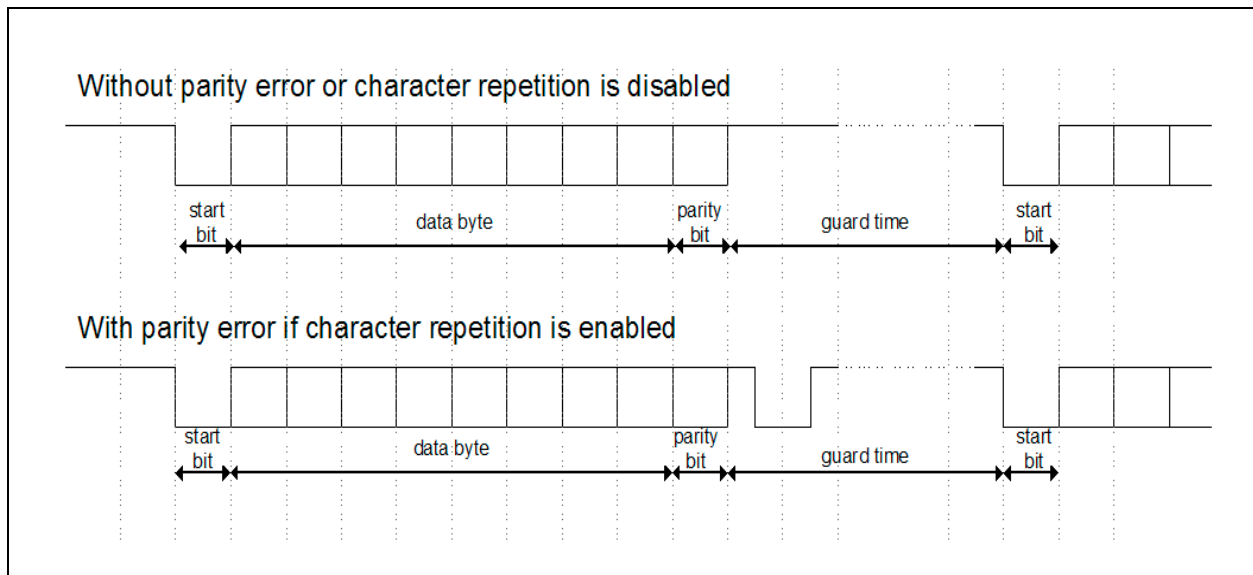 Without parity error or character repetition is disabled
start
bit
data byte
parity
bit
guard time
start
bit
With parity error if character repetition is enabled
start
bit
data byte
parity
bit
guard time
start
bit